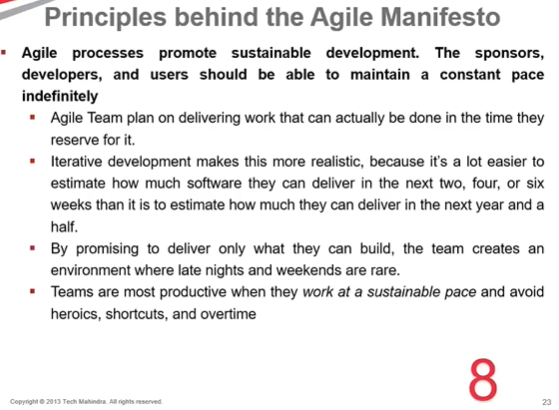 Principles behind the Agile Manifesto
▪ Agile processes promote sustainable development. The sponsors,
developers, and users should be able to maintain a constant pace
indefinitely
▪ Agile Team plan on delivering work that can actually be done in the time they
reserve for it.
▪ Iterative development makes this more realistic, because it's a lot easier to
estimate how much software they can deliver in the next two, four, or six
weeks than it is to estimate how much they can deliver in the next year and a
half.
▪ By promising to deliver only what they can build, the team creates an
environment where late nights and weekends are rare.
▪ Teams are most productive when they work at a sustainable pace and avoid
heroics, shortcuts, and overtime
8
Copyright © 2013 Tech Mahindra. All rights reserved.
23